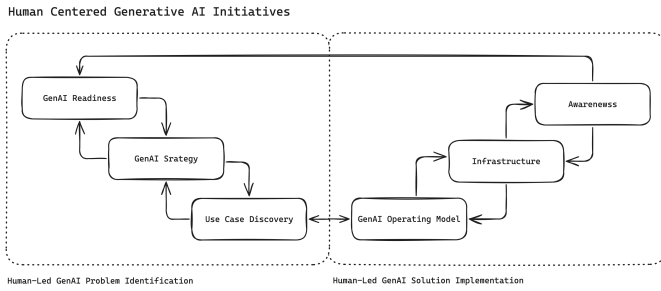 Human Centered Generative AI Initiatives
GenAI Readiness
Awarenewss
GenAI Srategy
Infrastructure
Use Case Discovery
GenAI Operating Model
Human-Led GenAI Problem Identification
Human-Led GenAI Solution Implementation